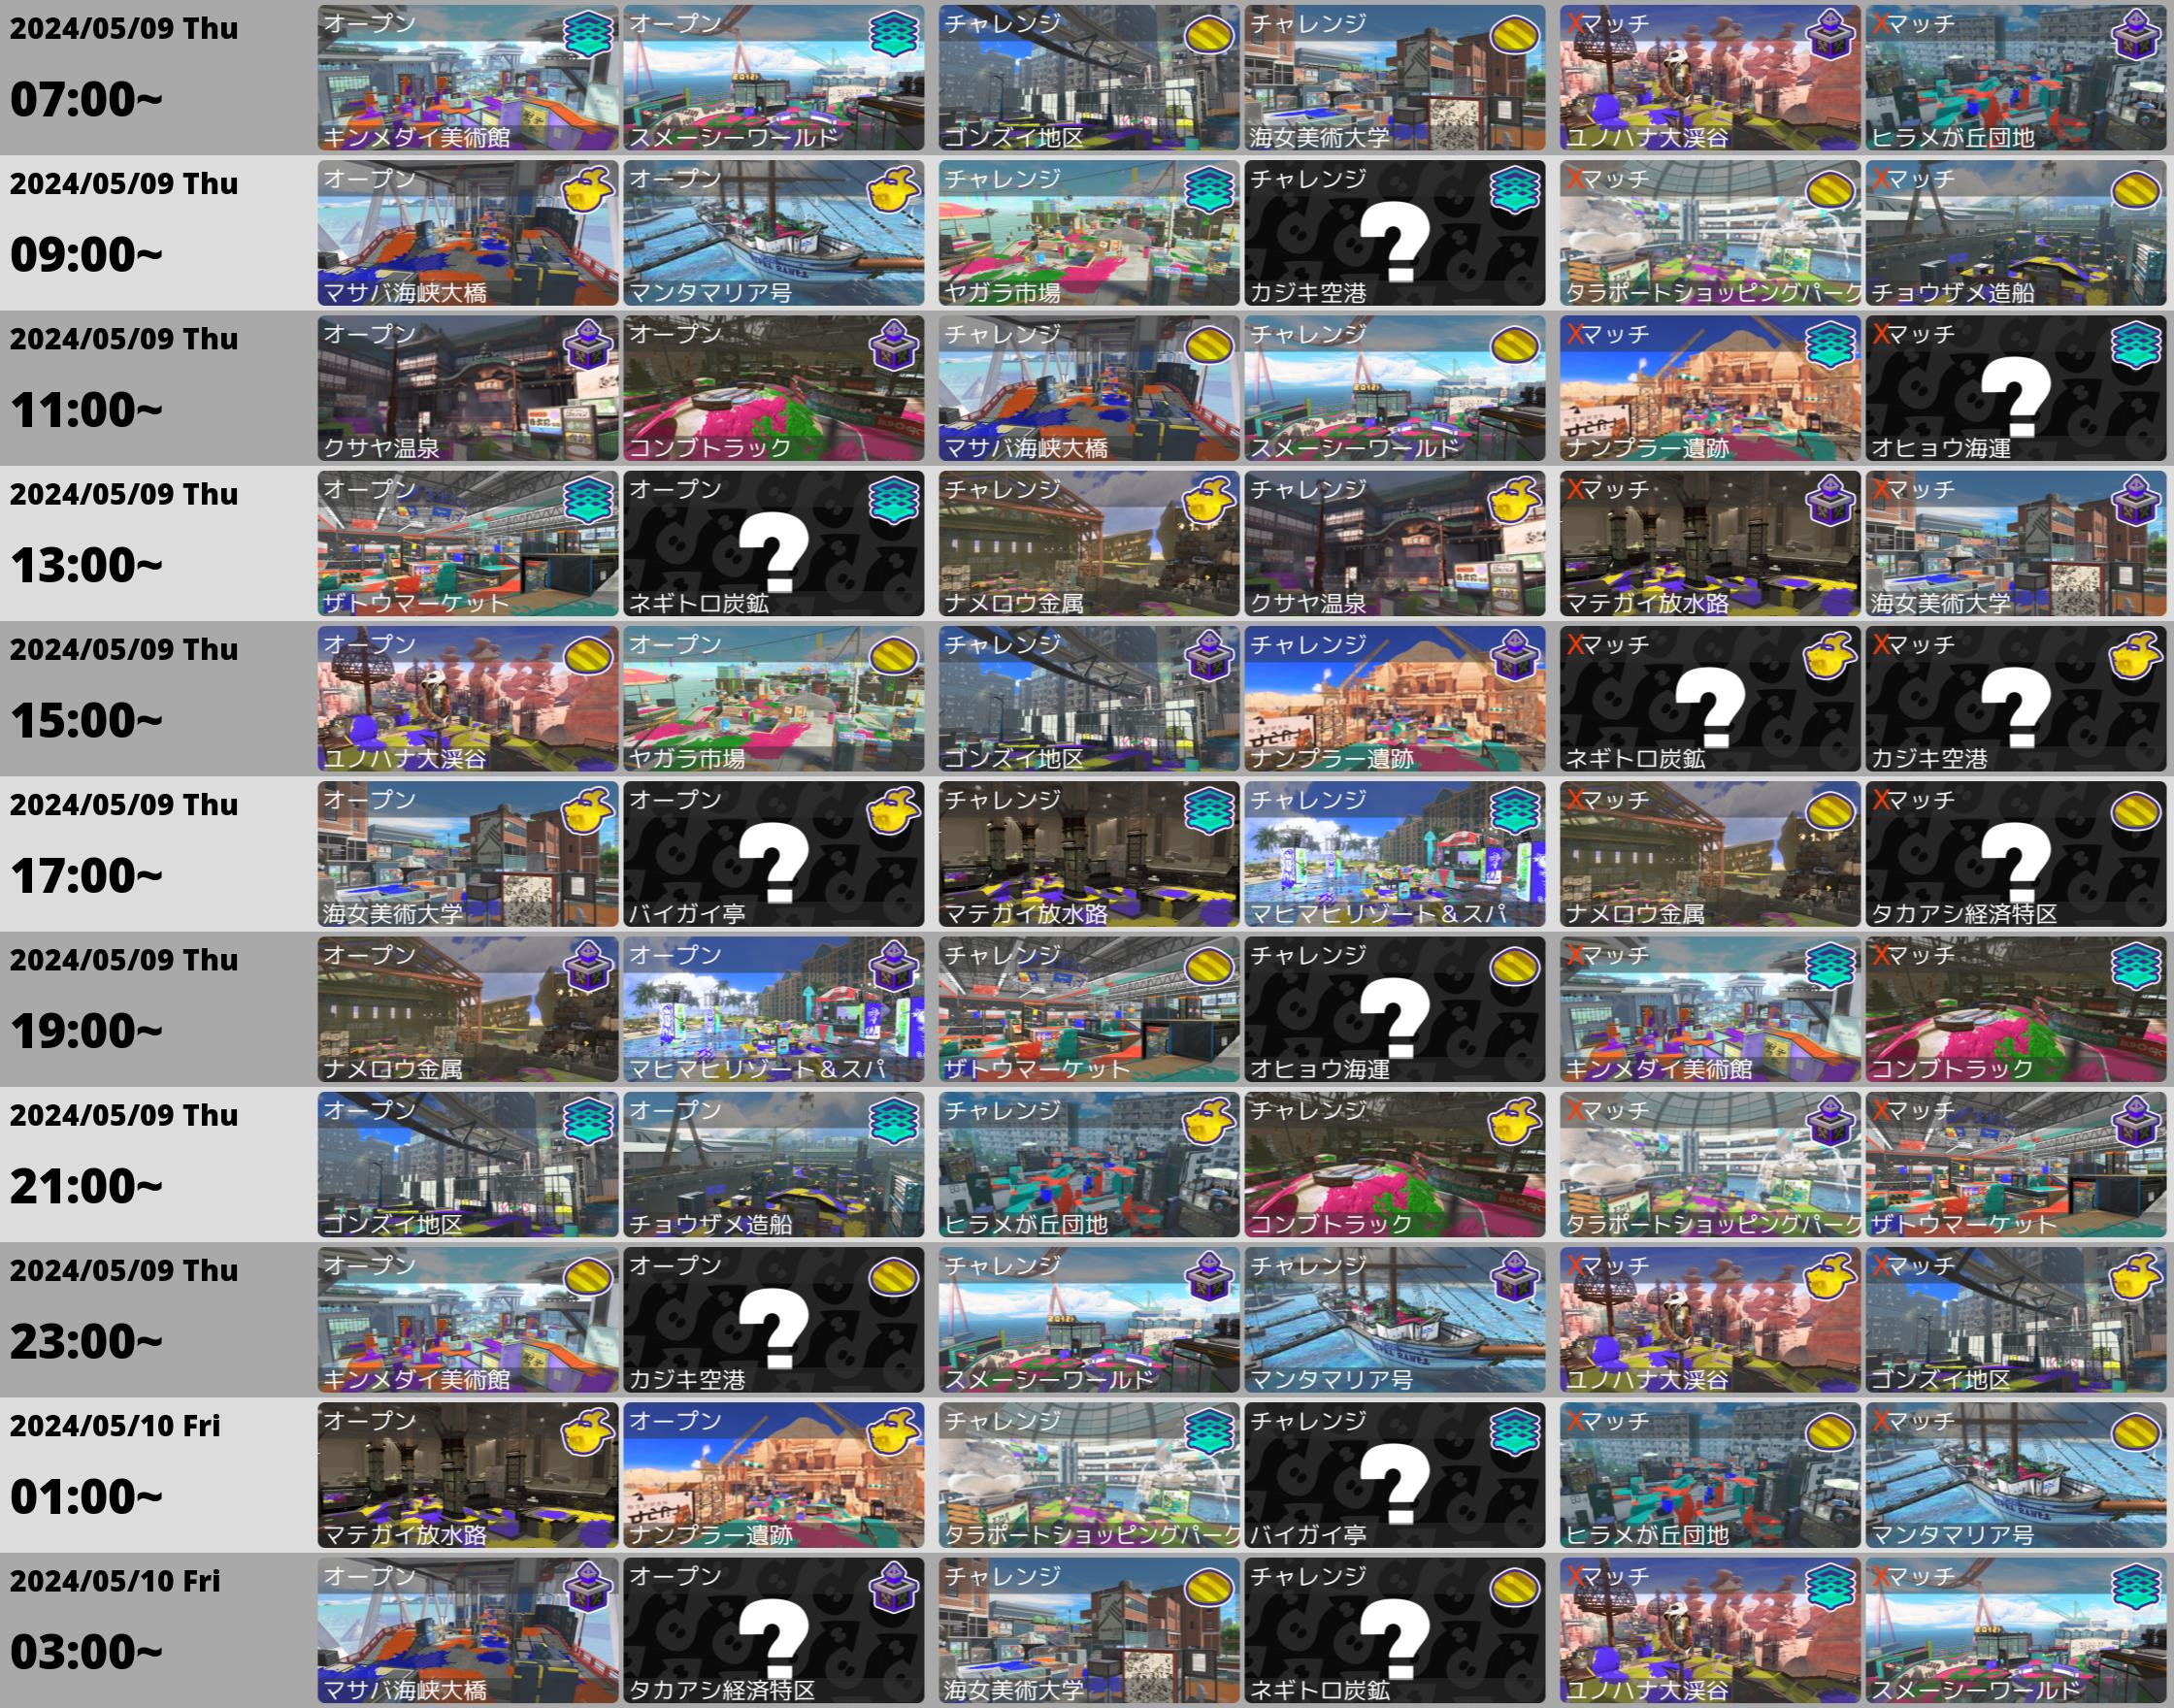 2024/05/09 Thu
07:00~
オープン
キンメダイ美術館
オープン
スメーシーワールド
チャレンジ
ゴンズイ地区
チャレンジ
海女美術大学
Xマッチ
ユノハナ大渓谷
Xマッチ
ヒラメが丘団地
2024/05/09 Thu
09:00~
オープン
マサバ海峡大橋
オープン
マンタマリア号
チャレンジ
ヤガラ市場
チャレンジ
カジキ空港
Xマッチ
タラポートショッピングパーク
Xマッチ
チョウザメ造船
2024/05/09 Thu
11:00~
オープン
クサヤ温泉
オープン
コンブトラック
チャレンジ
マサバ海峡大橋
チャレンジ
スメーシーワールド
Xマッチ
ナンプラー遺跡
Xマッチ
オヒョウ海運
2024/05/09 Thu
13:00~
オープン
ザトウマーケット
オープン
ネギトロ炭鉱
チャレンジ
ナメロウ金属
チャレンジ
クサヤ温泉
Xマッチ
マテガイ放水路
Xマッチ
海女美術大学
2024/05/09 Thu
15:00~
オープン
ユノハナ大渓谷
オープン
ヤガラ市場
チャレンジ
ゴンズイ地区
チャレンジ
ナンプラー遺跡
Xマッチ
ネギトロ炭鉱
Xマッチ
カジキ空港
2024/05/09 Thu
17:00~
オープン
海女美術大学
オープン
バイガイ亭
チャレンジ
マテガイ放水路
チャレンジ
マヒマヒリゾート&スパ
Xマッチ
ナメロウ金属
Xマッチ
タカアシ経済特区
2024/05/09 Thu
19:00~
オープン
ナメロウ金属
オープン
マヒマヒリゾート&スパ
チャレンジ
ザトウマーケット
チャレンジ
オヒョウ海運
Xマッチ
キンメダイ美術館
Xマッチ
コンブトラック
2024/05/09 Thu
21:00~
オープン
ゴンズイ地区
オープン
チョウザメ造船
チャレンジ
ヒラメが丘団地
チャレンジ
コンブトラック
Xマッチ
タラポートショッピングパーク
Xマッチ
ザトウマーケット
2024/05/09 Thu
23:00~
オープン
キンメダイ美術館
オープン
カジキ空港
チャレンジ
スメーシーワールド
チャレンジ
マンタマリア号
Xマッチ
ユノハナ大渓谷
Xマッチ
ゴンズイ地区
2024/05/10 Fri
01:00~
オープン
マテガイ放水路
オープン
ナンプラー遺跡
チャレンジ
タラポートショッピングパーク
チャレンジ
バイガイ亭
Xマッチ
ヒラメが丘団地
Xマッチ
マンタマリア号
2024/05/10 Fri
03:00~
オープン
マサバ海峡大橋
オープン
タカアシ経済特区
チャレンジ
海女美術大学
チャレンジ
ネギトロ炭鉱
Xマッチ
ユノハナ大渓谷
Xマッチ
スメーシーワールド